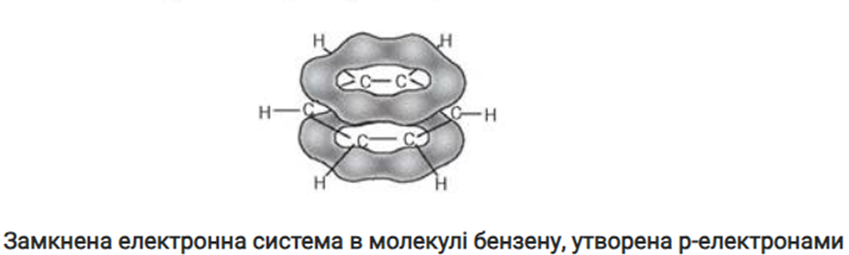 H H
C — C
H — C C — H
C — C
H H
Замкнена електронна система в молекулі бензену, утворена р-електронами